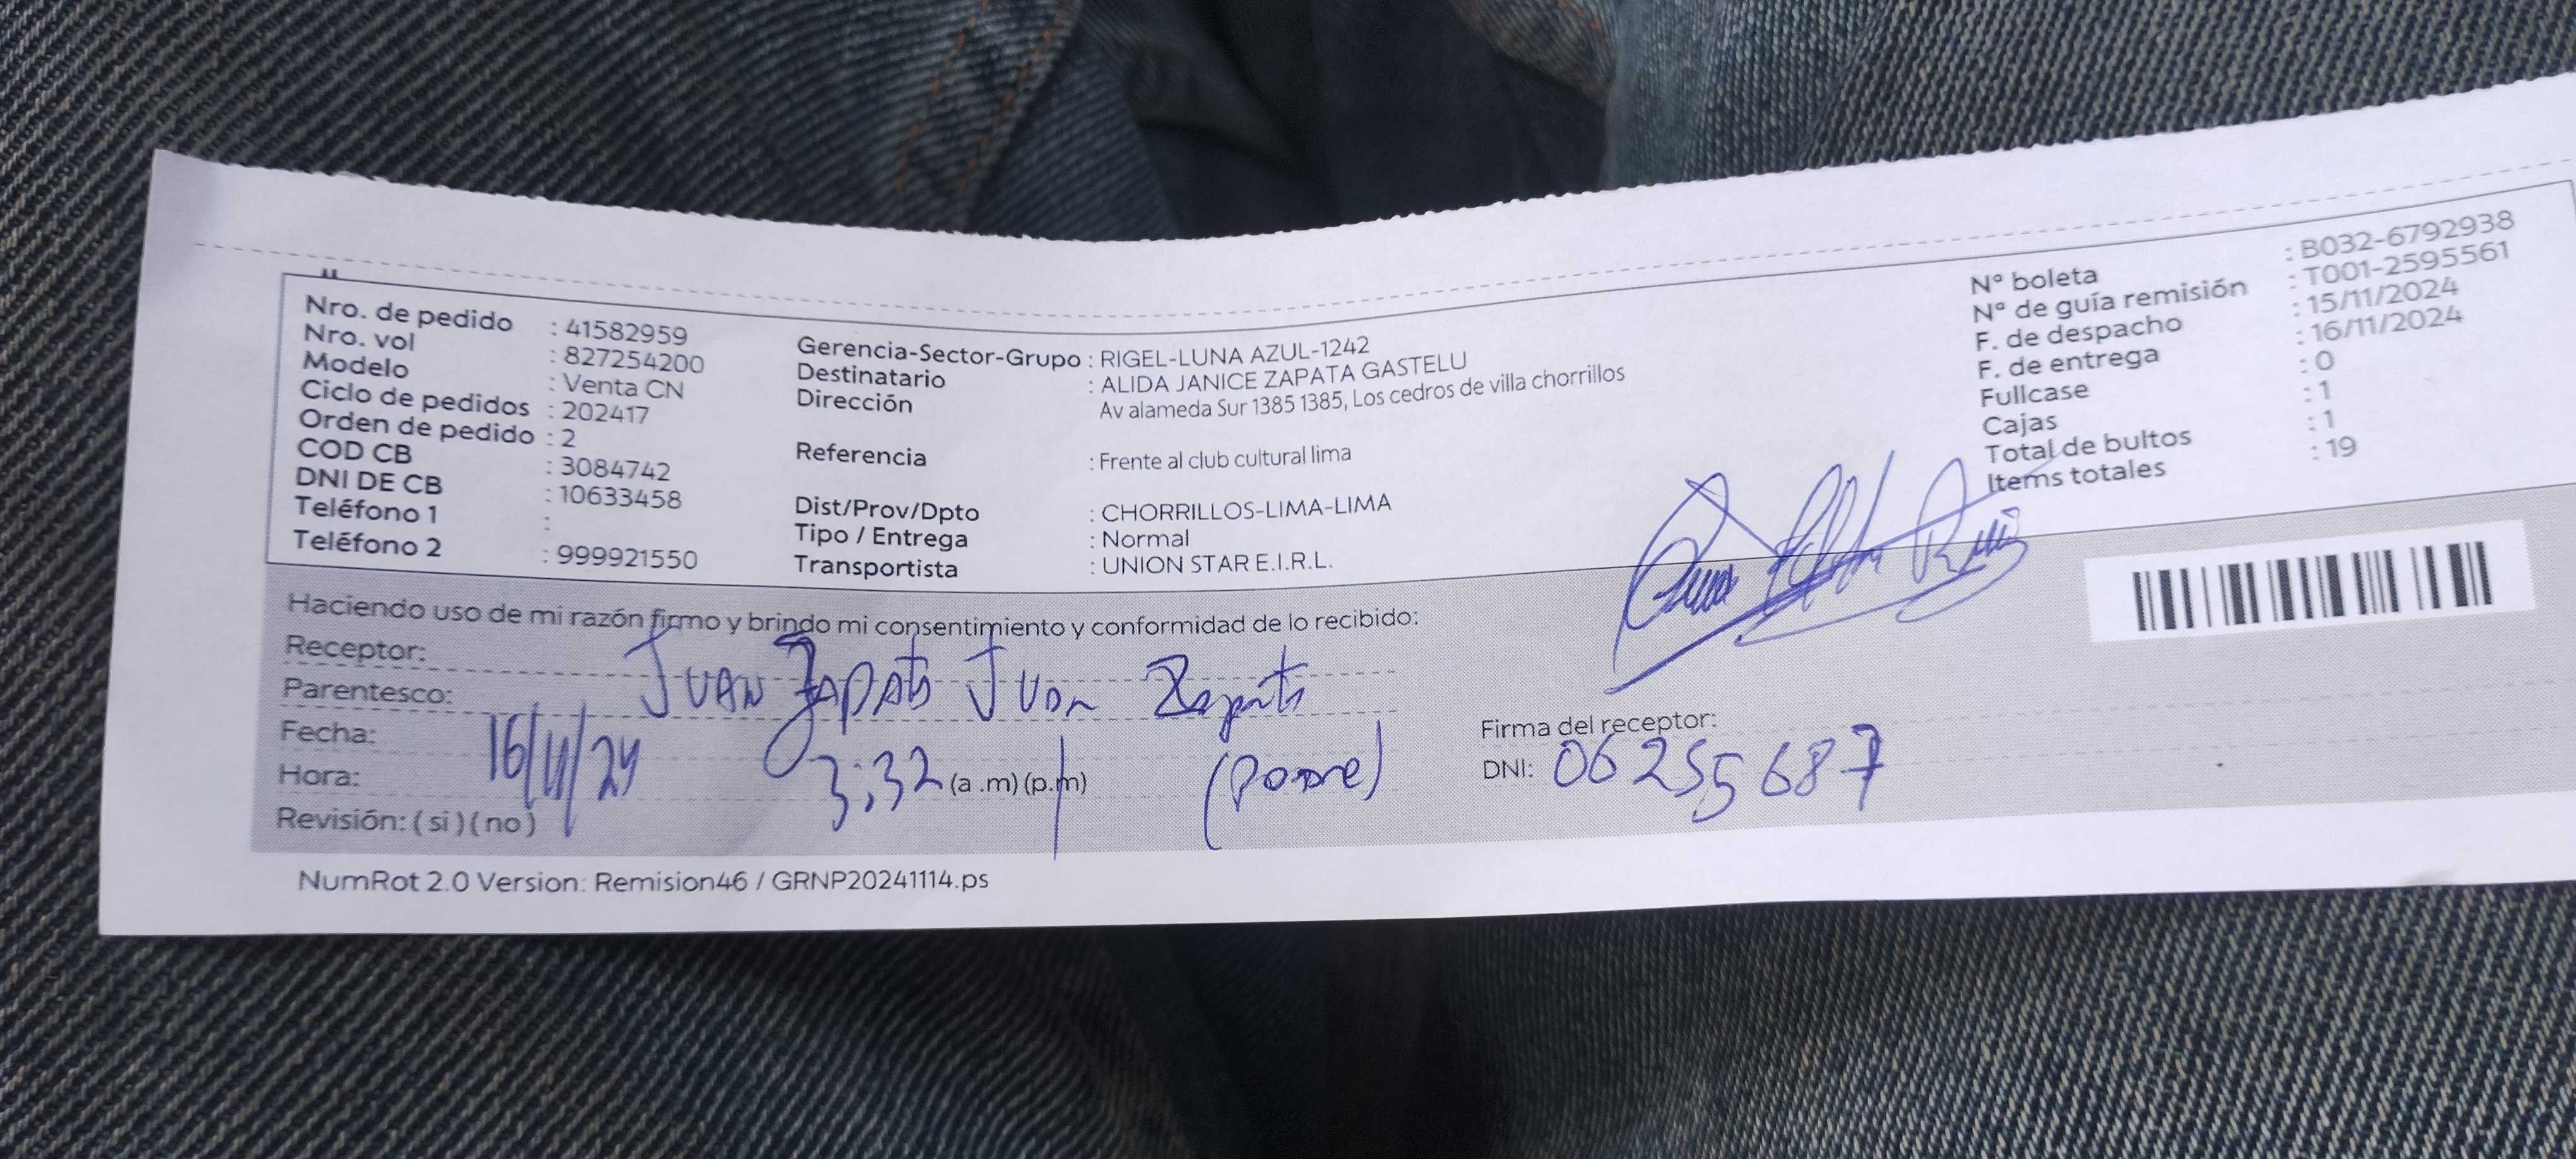 Nro. de pedido : 41582959
Nro. vol : 827254200
Modelo : Venta CN
Ciclo de pedidos : 202417
Orden de pedido : 2
COD CB : 3084742
DNI DE CB : 10633458
Teléfono 1 :
Teléfono 2 : 999921550
Gerencia-Sector-Grupo : RIGEL-LUNA AZUL-1242
Destinatario : ALIDA JANICE ZAPATA GASTELU
Dirección Av alameda Sur 1385 1385, Los cedros de villa chorrillos
Referencia : Frente al club cultural lima
Dist/Prov/Dpto : CHORRILLOS-LIMA-LIMA
Tipo / Entrega : Normal
Transportista : UNION STAR E.I.R.L.
N° boleta : B032-6792938
N° de guía remisión : T001-2595561
F. de despacho : 15/11/2024
F. de entrega : 16/11/2024
Fullcase : 0
Cajas : 1
Total de bultos : 1
Items totales : 19
Haciendo uso de mi razón firmo y brindo mi consentimiento y conformidad de lo recibido:
Receptor: JUAN ZAPATA JUAN Zapata
Parentesco:
Fecha: 16/11/24
Hora: 3:32 (a.m) (p.m) (PADRE)
Revisión: ( si ) ( no )
Firma del receptor:
DNI: 06255687
NumRot 2.0 Version: Remision46 / GRNP20241114.ps